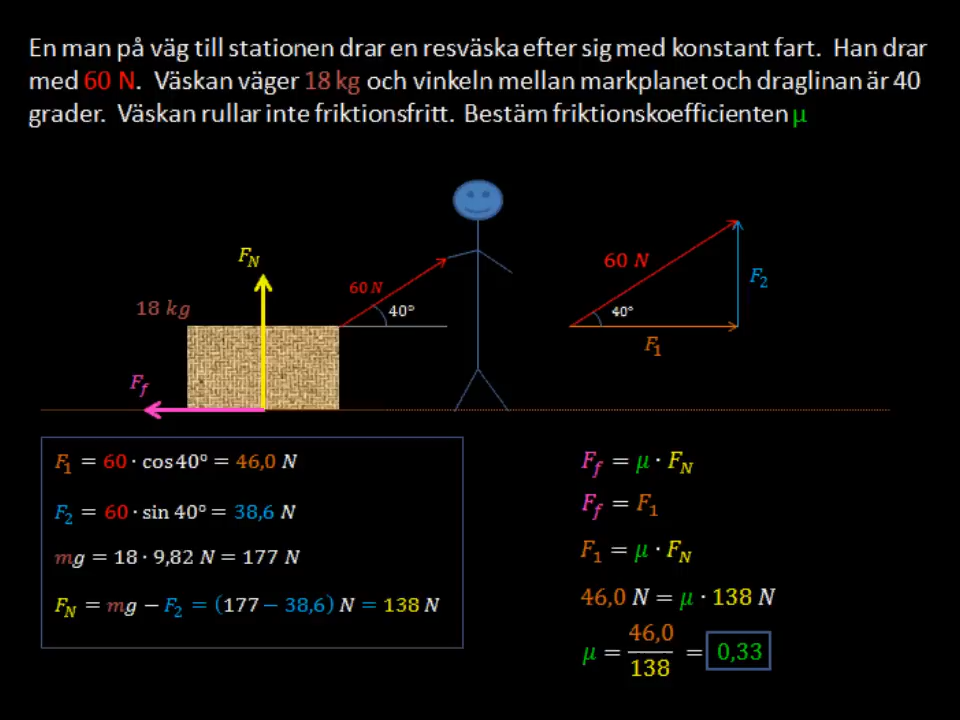 En man på väg till stationen drar en resväska efter sig med konstant fart.  Han drar
med 60 N.  Väskan väger 18 kg och vinkeln mellan markplanet och draglinan är 40
grader.  Väskan rullar inte friktionsfritt.  Bestäm friktionskoefficienten μ
F_N
60 N
18 kg
40°
F_f
60 N
F_2
40°
F_1
F_1 = 60 · cos 40° = 46,0 N
F_2 = 60 · sin 40° = 38,6 N
mg = 18 · 9,82 N = 177 N
F_N = mg − F_2 = (177 − 38,6) N = 138 N
F_f = μ · F_N
F_f = F_1
F_1 = μ · F_N
46,0 N = μ · 138 N
μ = 46,0/138 = 0,33